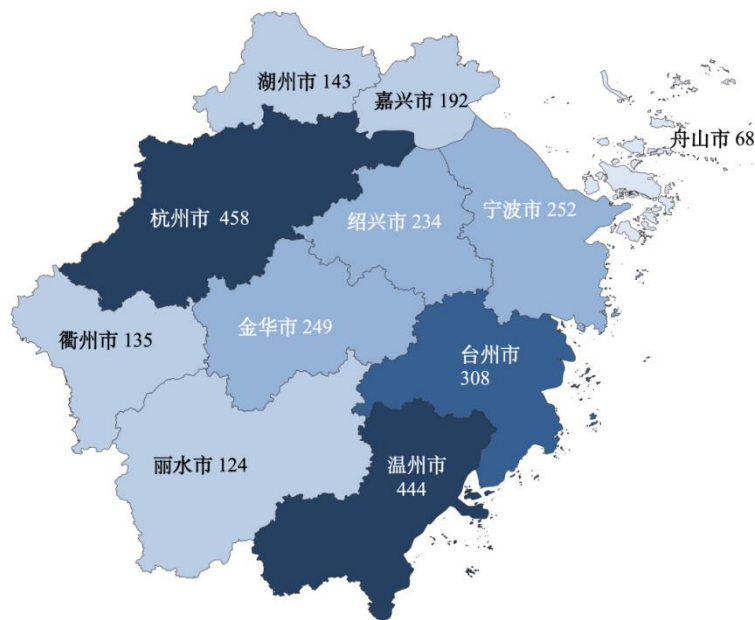 湖州市 143
嘉兴市 192
舟山市 68
杭州市 458
绍兴市 234
宁波市 252
衢州市 135
金华市 249
台州市
308
丽水市 124
温州市
444